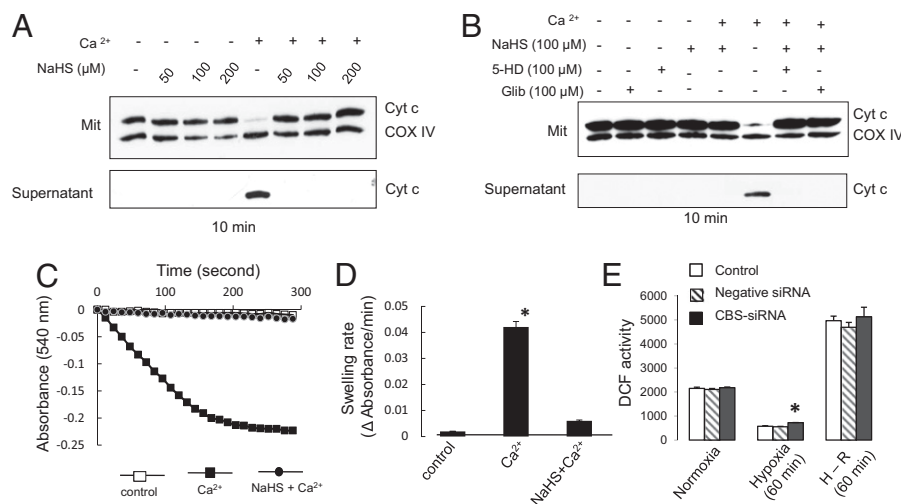 A
Ca 2+ - - - - + + + +
NaHS (µM) - 50 100 200 - 50 100 200
Mit
Cyt c
COX IV
Supernatant
Cyt c
10 min
B
Ca 2+ - - - - + + + +
NaHS (100 µM) - - - + + - + +
5-HD (100 µM) - - + - - - + -
Glib (100 µM) - + - - - - - +
Mit
Cyt c
COX IV
Supernatant
Cyt c
10 min
C
Time (second)
0 100 200 300
Absorbance (540 nm)
0
-0.05
-0.1
-0.15
-0.2
-0.25
control
Ca2+
NaHS + Ca2+
D
Swelling rate
(Δ Absorbance/min)
0.05
0.04
0.03
0.02
0.01
0
*
control
Ca2+
NaHS+Ca2+
E
Control
Negative siRNA
CBS-siRNA
DCF activity
6000
5000
4000
3000
2000
1000
0
*
Normoxia
Hypoxia
(60 min)
H – R
(60 min)